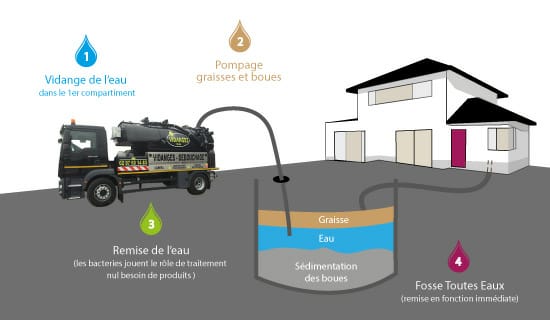 1
Vidange de l'eau
dans le 1er compartiment
2
Pompage
graisses et boues
VIDANGES
VIDANGES - DEBOUCHAGE
3
Remise de l'eau
(les bacteries jouent le rôle de traitement
nul besoin de produits )
Graisse
Eau
Sédimentation
des boues
4
Fosse Toutes Eaux
(remise en fonction immédiate)